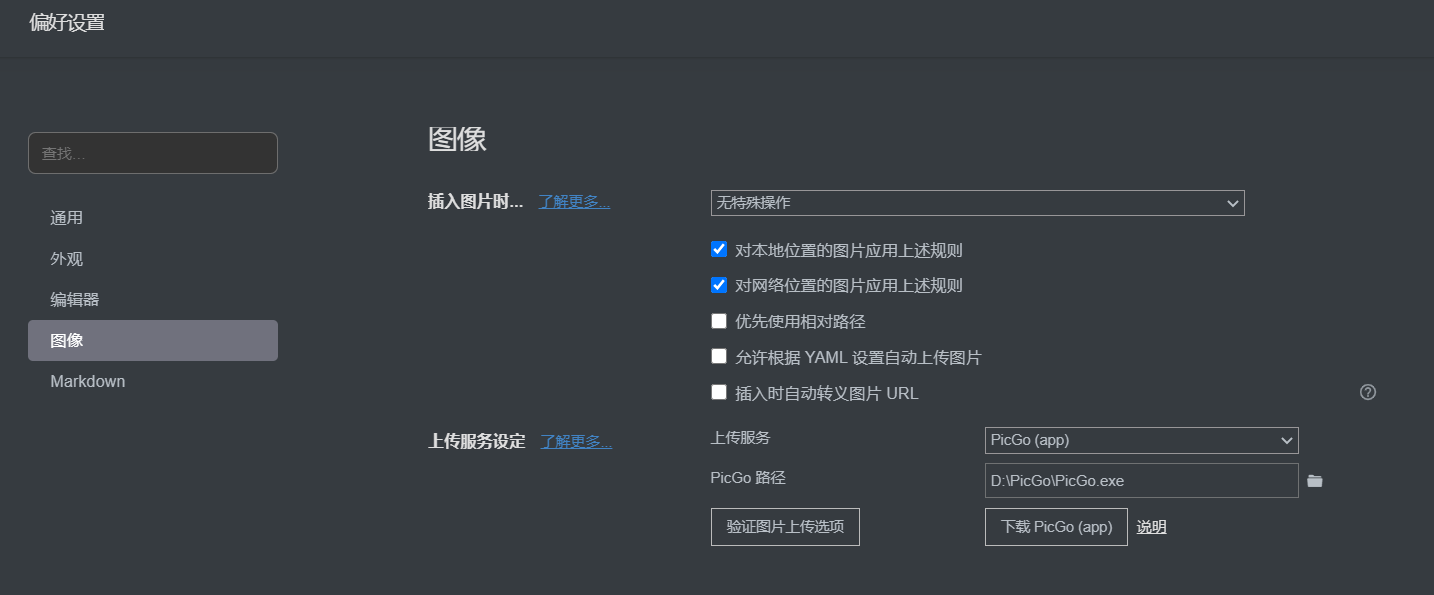 偏好设置
查找...
通用
外观
编辑器
图像
Markdown
图像
插入图片时... 了解更多...
无特殊操作
对本地位置的图片应用上述规则
对网络位置的图片应用上述规则
优先使用相对路径
允许根据 YAML 设置自动上传图片
插入时自动转义图片 URL
上传服务设定 了解更多...
上传服务 PicGo (app)
PicGo 路径 D:\PicGo\PicGo.exe
验证图片上传选项 下载 PicGo (app) 说明